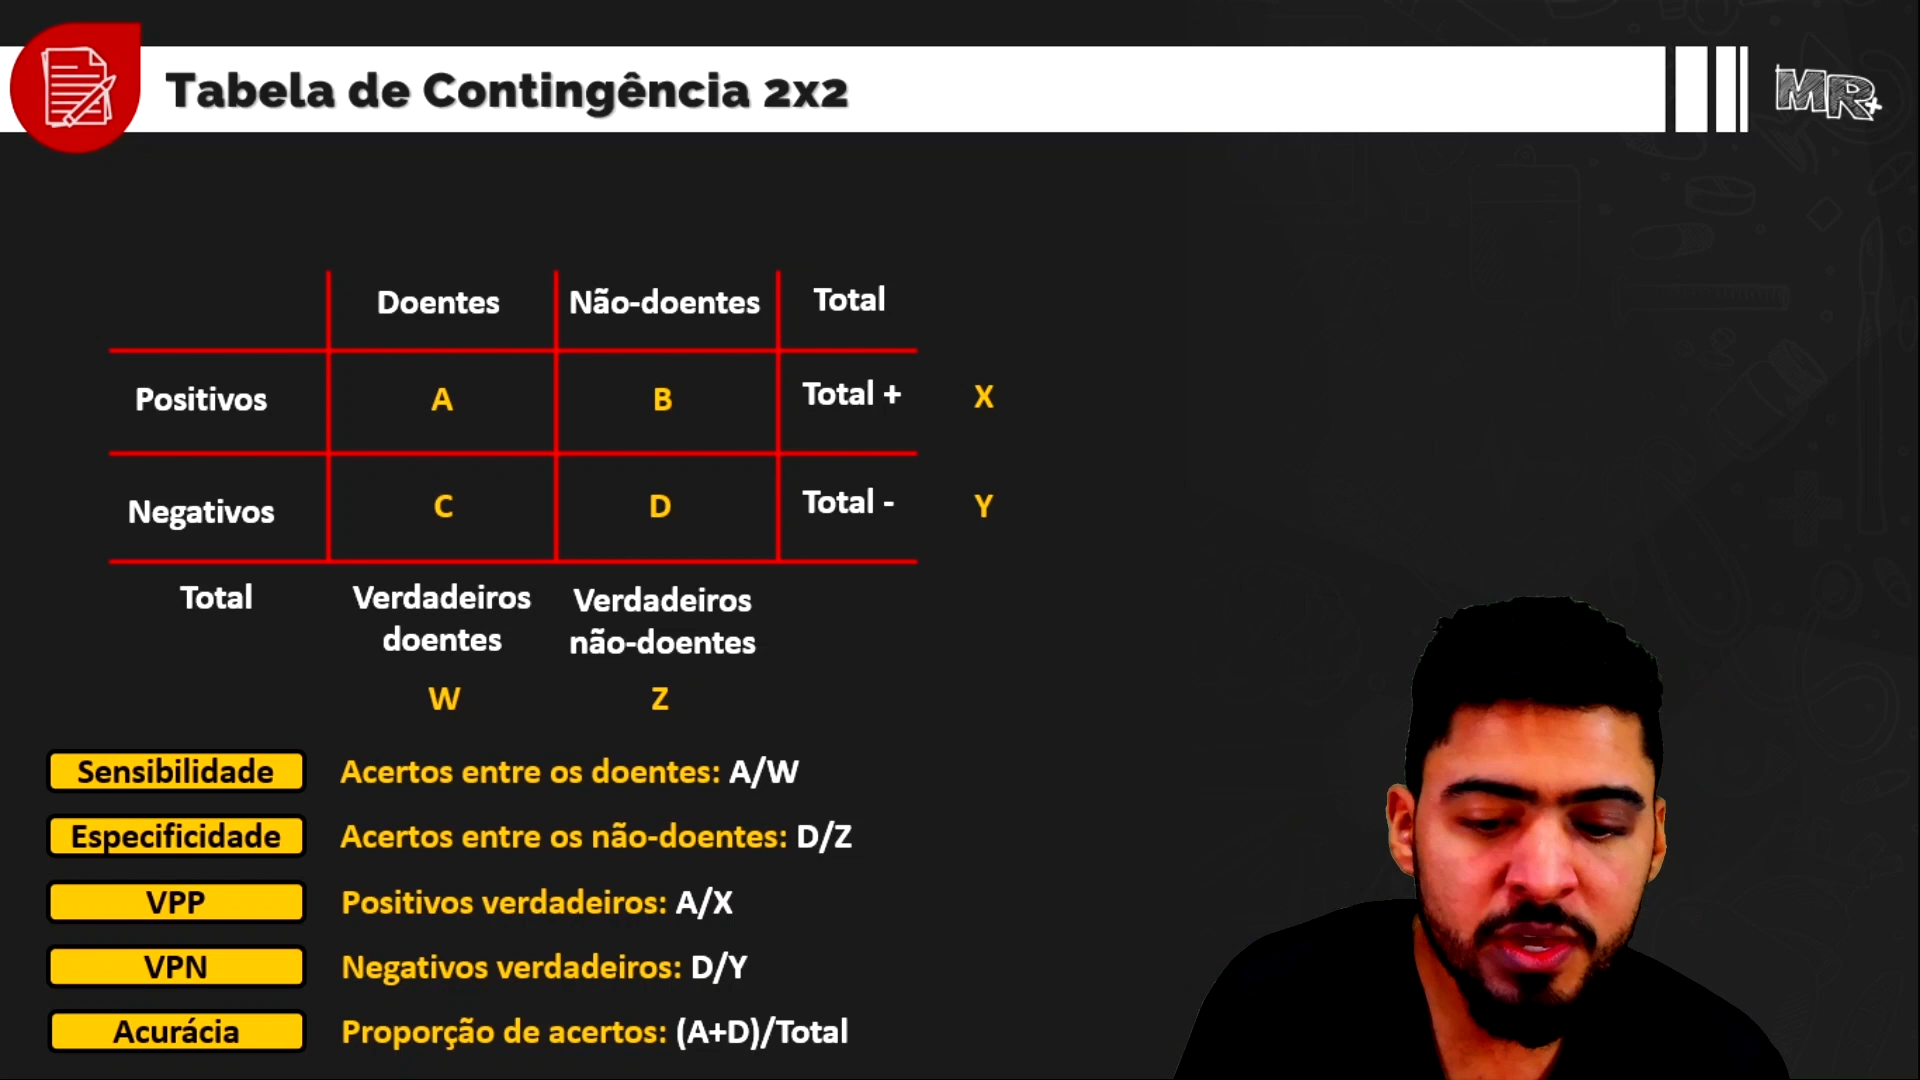 Tabela de Contingência 2x2
MR+
Doentes Não-doentes Total
Positivos A B Total + X
Negativos C D Total - Y
Total Verdadeiros doentes Verdadeiros não-doentes
W Z
Sensibilidade Acertos entre os doentes: A/W
Especificidade Acertos entre os não-doentes: D/Z
VPP Positivos verdadeiros: A/X
VPN Negativos verdadeiros: D/Y
Acurácia Proporção de acertos: (A+D)/Total